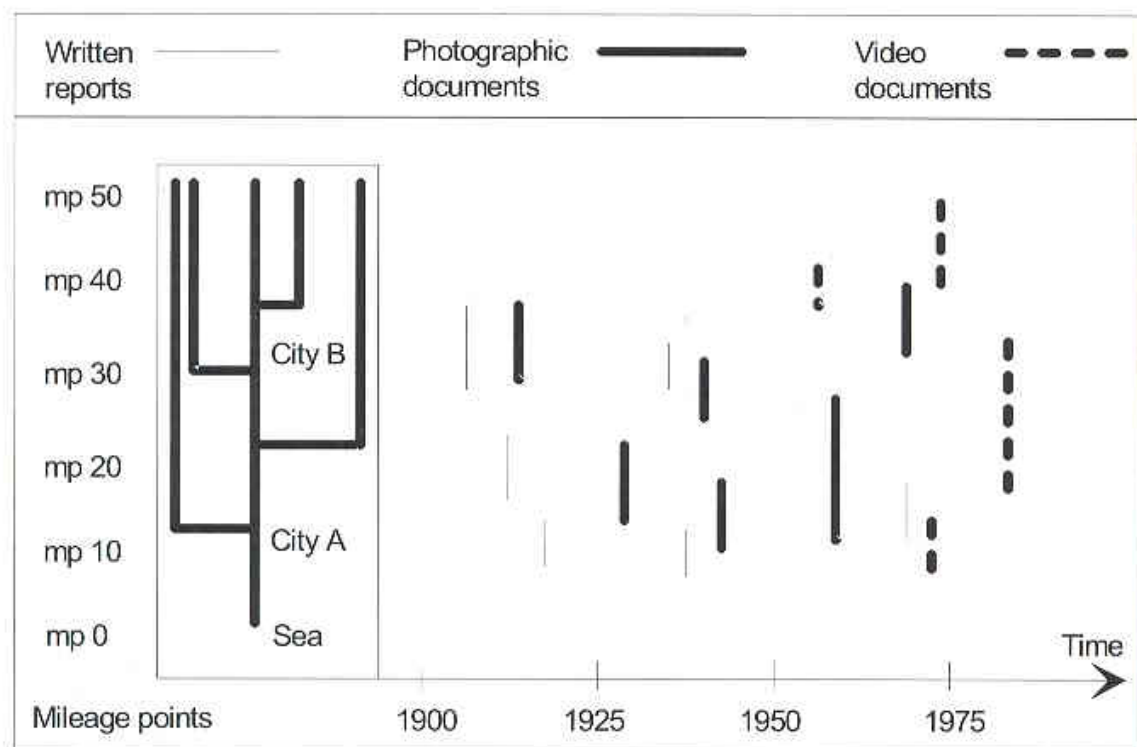 Written reports
Photographic documents
Video documents
mp 50
mp 40
City B
mp 30
mp 20
City A
mp 10
mp 0
Sea
Time
Mileage points
1900
1925
1950
1975